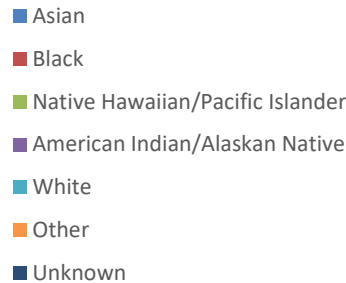 Asian
Black
Native Hawaiian/Pacific Islander
American Indian/Alaskan Native
White
Other
Unknown